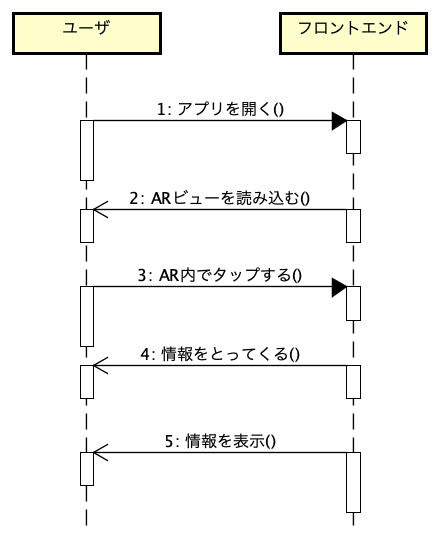 ユーザ
フロントエンド
1: アプリを開く()
2: ARビューを読み込む()
3: AR内でタップする()
4: 情報をとってくる()
5: 情報を表示()